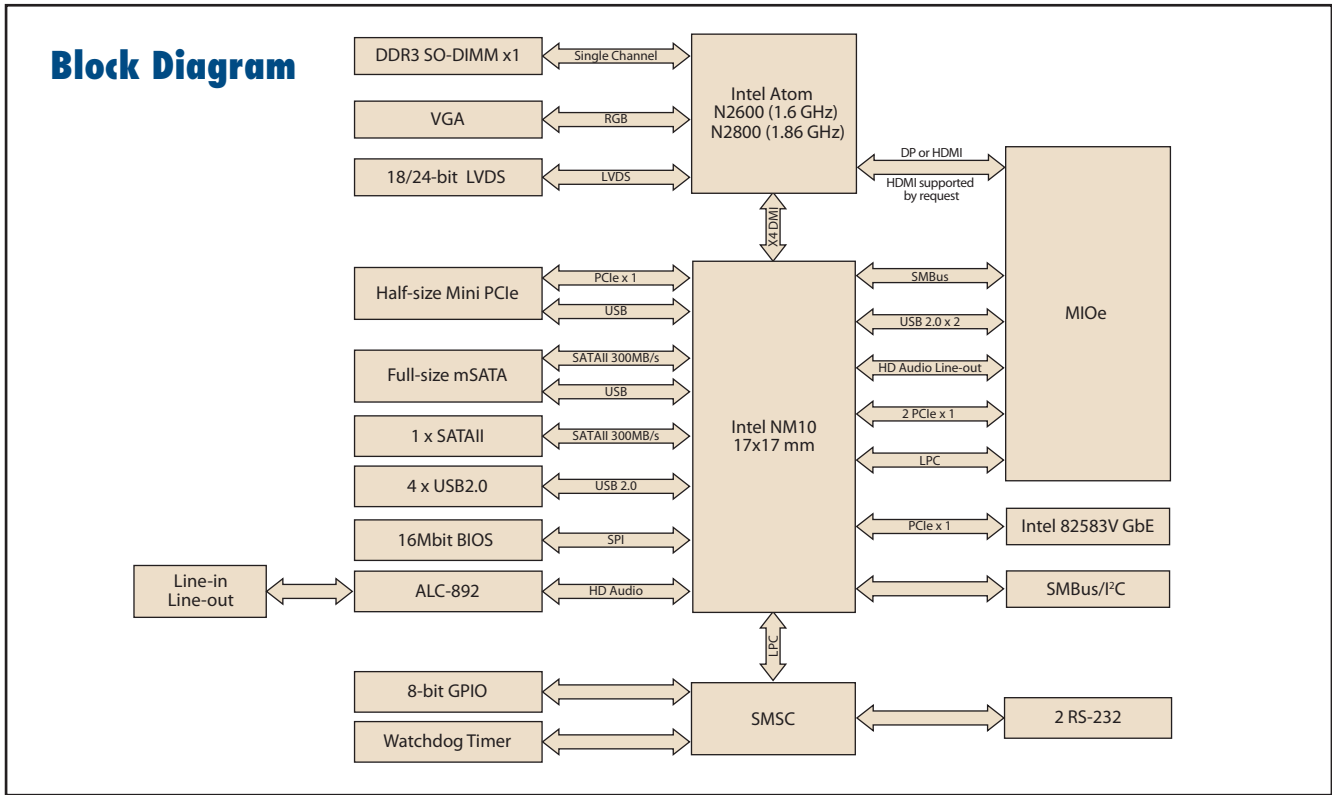 Block Diagram
DDR3 SO-DIMM x1
Single Channel
Intel Atom
N2600 (1.6 GHz)
N2800 (1.86 GHz)
VGA
RGB
18/24-bit LVDS
LVDS
DP or HDMI
HDMI supported
by request
X4 DMI
Half-size Mini PCIe
PCIe x 1
USB
Full-size mSATA
SATAII 300MB/s
USB
1 x SATAII
SATAII 300MB/s
4 x USB2.0
USB 2.0
16Mbit BIOS
SPI
Line-in
Line-out
ALC-892
HD Audio
Intel NM10
17x17 mm
SMBus
USB 2.0 x 2
HD Audio Line-out
2 PCIe x 1
LPC
MIOe
PCIe x 1
Intel 82583V GbE
SMBus/I²C
LPC
8-bit GPIO
Watchdog Timer
SMSC
2 RS-232